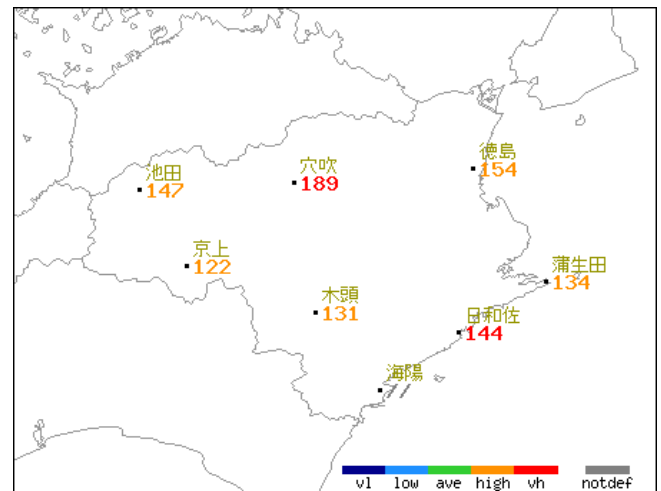 徳島
154
穴吹
189
池田
147
京上
122
蒲生田
134
木頭
131
日和佐
144
海陽
//
vl low ave high vh notdef